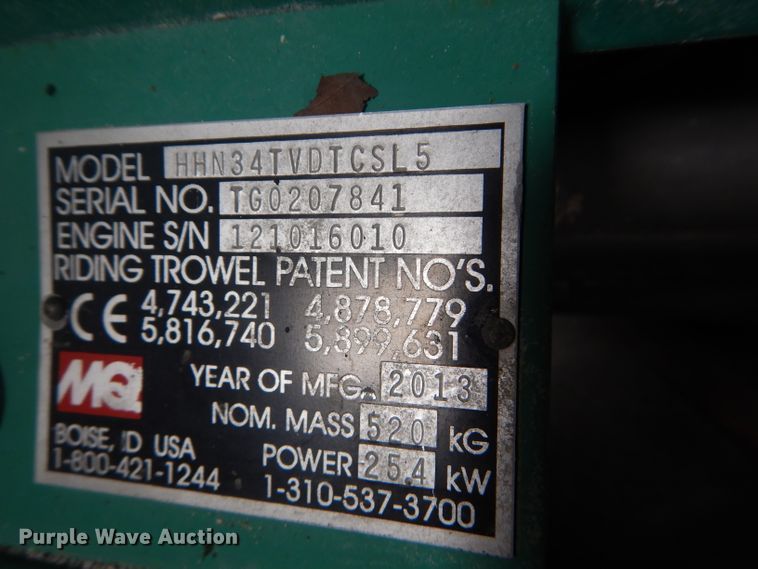 MODEL HHN34TVDTCSL5
SERIAL NO. TG0207841
ENGINE S/N 121016010
RIDING TROWEL PATENT NO'S.
CE 4,743,221 4,878,779
5,816,740 5,899,631
MQ
YEAR OF MFG. 2013
NOM. MASS 520 kG
BOISE, ID USA
POWER 25.4 kW
1-800-421-1244
1-310-537-3700
Purple Wave Auction